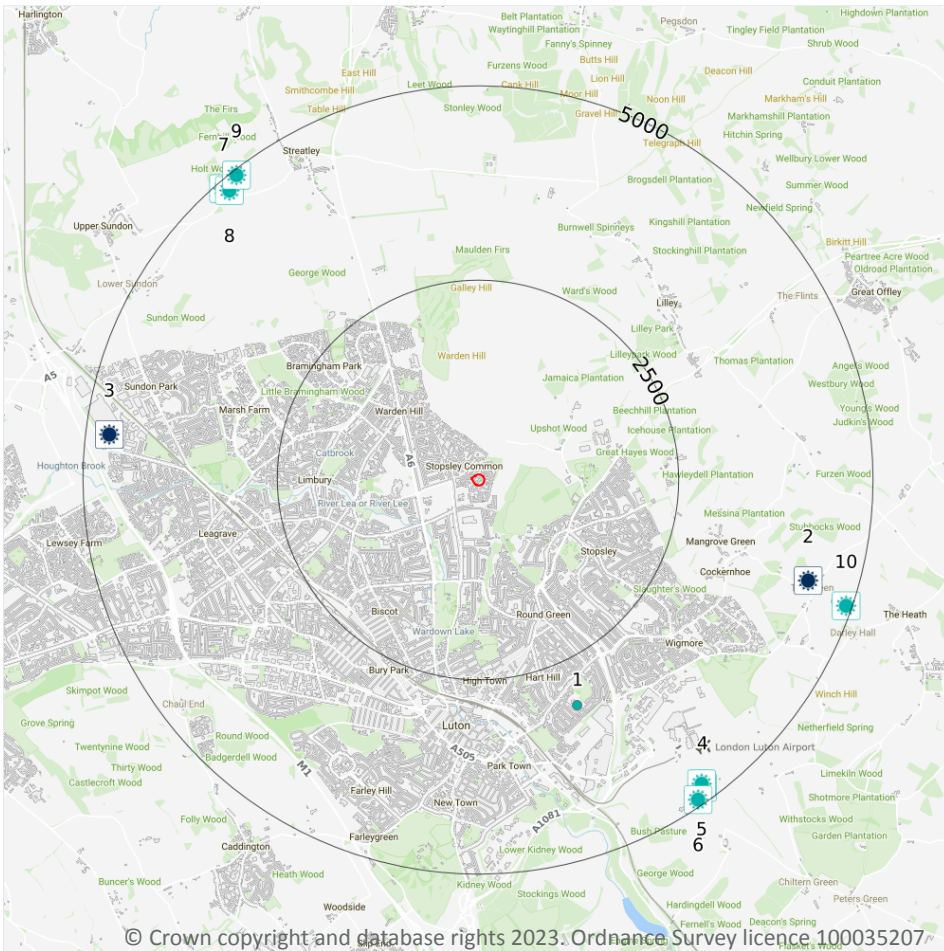 Harlington
Belt Plantation
Pegsdon
Highdown Plantation
Waytinghill Plantation
Tingley Field Plantation
Fanny's Spinney
Shrub Wood
Butts Hill
Furzens Wood
East Hill
Deacon Hill
Lion Hill
Leet Wood
Cank Hill
Conduit Plantation
Smithcombe Hill
Moor Hill
Noon Hill
Markham's Hill
The Firs
Table Hill
Stonley Wood
Gravel Hill
5000
Markhamshill Plantation
9
Hitchin Spring
7
Telegraph Hill
Streatley
Wellbury Lower Wood
Brogsdell Plantation
Summer Wood
8
Upper Sundon
Newfield Spring
Kingshill Plantation
Burnwell Spinneys
Birkitt Hill
Maulden Firs
Stockinghill Plantation
Peartree Acre Wood
Oldroad Plantation
George Wood
Lower Sundon
Galley Hill
Ward's Wood
Great Offley
The Flints
Lilley
Sundon Wood
Lilley Park
Warden Hill
Lilleypark Wood
Thomas Plantation
Bramingham Park
2500
Angel's Wood
A5
Jamaica Plantation
3
Sundon Park
Westbury Wood
Little Bramingham Wood
Young's Wood
Marsh Farm
Warden Hill
Beechhill Plantation
Judkin's Wood
Upshot Wood
Icehouse Plantation
Catbrook
A6
Great Hayes Wood
Houghton Brook
Stopsley Common
Hawleydell Plantation
Furzen Wood
Limbury
River Lea or River Lee
Messina Plantation
Lewsey Farm
Leagrave
Stubbocks Wood
2
Mangrove Green
Stopsley
10
Cockernhoe
Slaughter's Wood
Biscot
Round Green
The Heath
Wardown Lake
Darley Hall
Wigmore
Bury Park
Hart Hill
1
High Town
Skimpot Wood
Winch Hill
Chaul End
Grove Spring
Luton
Netherfield Spring
Round Wood
4
Twentynine Wood
A505
London Luton Airport
Badgerdell Wood
Park Town
Thirty Wood
M1
Limekiln Wood
Castlecroft Wood
Farley Hill
Shotmore Plantation
New Town
Folly Wood
A1081
Withstocks Wood
5
Farleygreen
Bush Pasture
Garden Plantation
6
Caddington
Lower Kidney Wood
George Wood
Heath Wood
Buncer's Wood
Kidney Wood
Chiltern Green
Stockings Wood
Peters Green
Woodside
Hardingdell Wood
Fernell's Wood
Deacon's Spring
© Crown copyright and database rights 2023. Ordnance Survey licence 100035207.